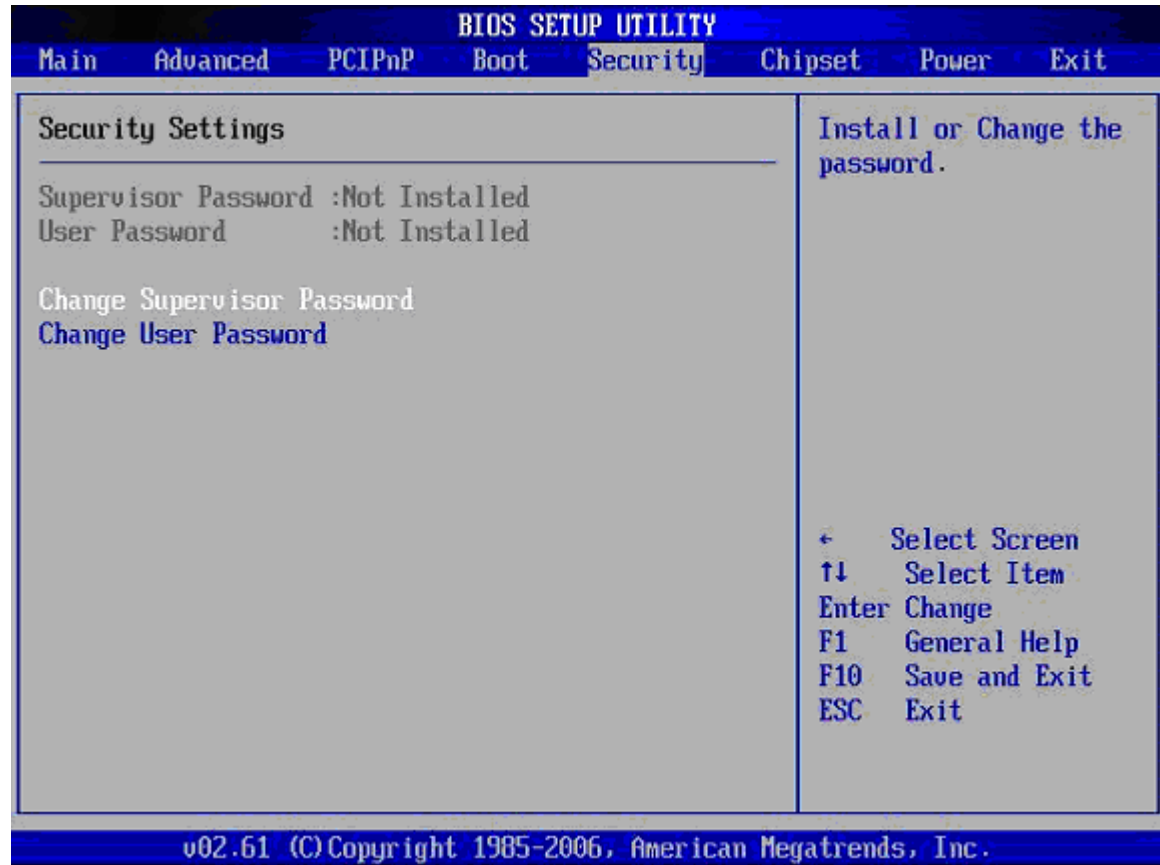 BIOS SETUP UTILITY
Main Advanced PCIPnP Boot Security Chipset Power Exit
Security Settings
Supervisor Password :Not Installed
User Password :Not Installed
Change Supervisor Password
Change User Password
Install or Change the
password.
← Select Screen
↑↓ Select Item
Enter Change
F1 General Help
F10 Save and Exit
ESC Exit
v02.61 (C)Copyright 1985-2006, American Megatrends, Inc.